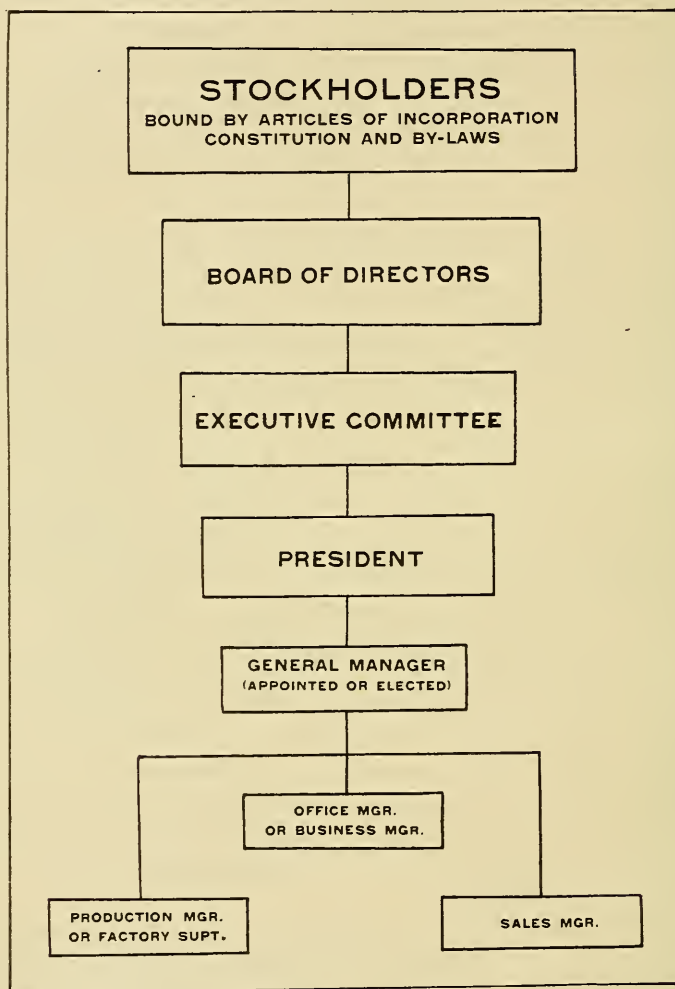 STOCKHOLDERS
BOUND BY ARTICLES OF INCORPORATION
CONSTITUTION AND BY-LAWS
BOARD OF DIRECTORS
EXECUTIVE COMMITTEE
PRESIDENT
GENERAL MANAGER
(APPOINTED OR ELECTED)
OFFICE MGR.
OR BUSINESS MGR.
PRODUCTION MGR.
OR FACTORY SUPT.
SALES MGR.